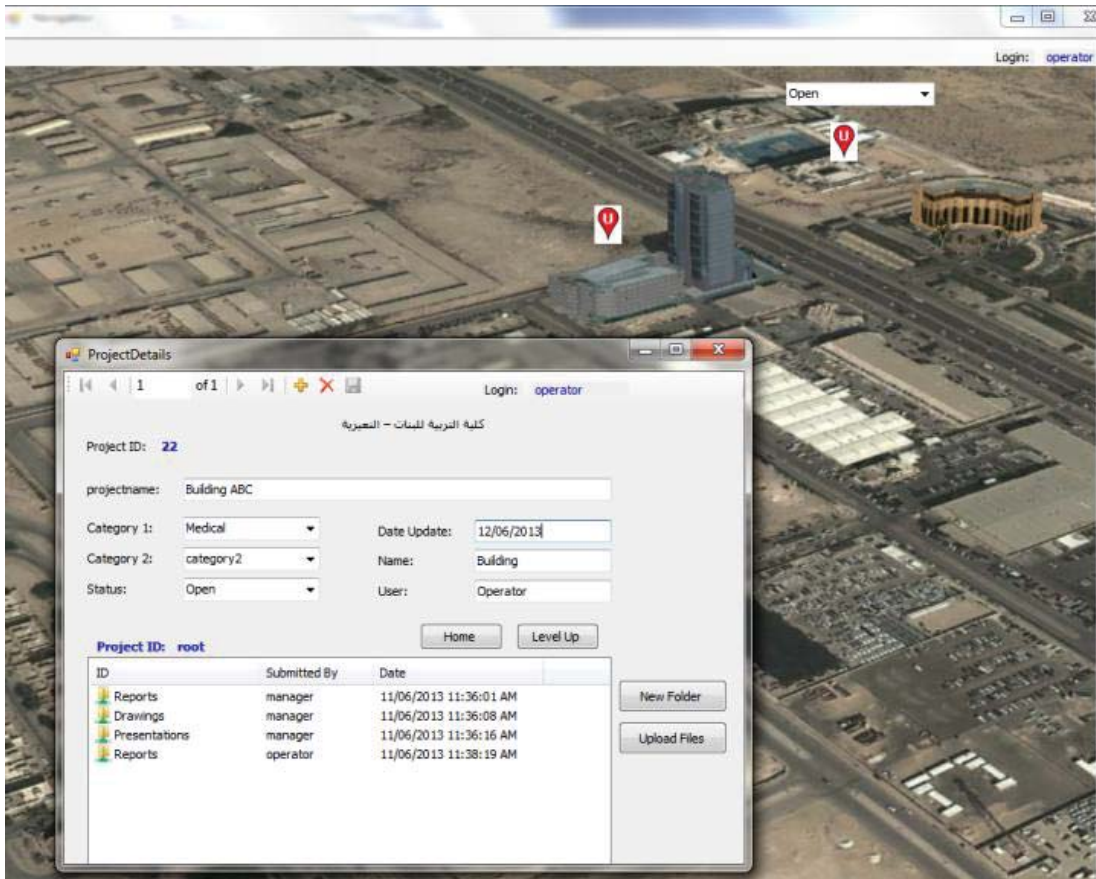 Navigation
Login: operator
Open
U
U
ProjectDetails
1 of 1
Login: operator
كلية التربية للبنات – النعيرية
Project ID: 22
projectname: Building ABC
Category 1: Medical Date Update: 12/06/2013
Category 2: category2 Name: Building
Status: Open User: Operator
Home Level Up
Project ID: root
ID Submitted By Date
Reports manager 11/06/2013 11:36:01 AM
Drawings manager 11/06/2013 11:36:08 AM
Presentations manager 11/06/2013 11:36:16 AM
Reports operator 11/06/2013 11:38:19 AM
New Folder
Upload Files